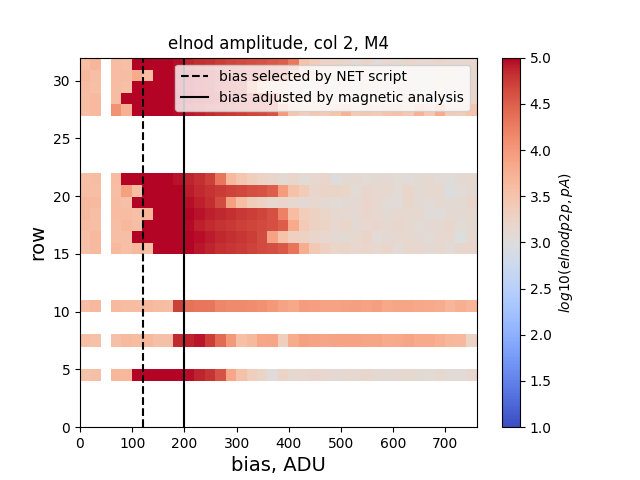 elnod amplitude, col 2, M4
bias selected by NET script
bias adjusted by magnetic analysis
row
30
25
20
15
10
5
0
0 100 200 300 400 500 600 700
bias, ADU
5.0
4.5
4.0
3.5
3.0
2.5
2.0
1.5
1.0
log10(elnodp2p, pA)